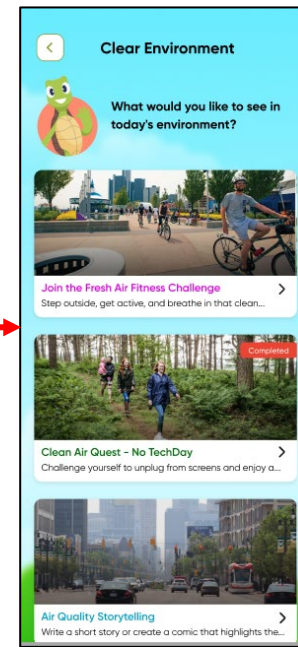 Clear Environment
What would you like to see in
today's environment?
Join the Fresh Air Fitness Challenge
Step outside, get active, and breathe in that clean...
Completed
Clean Air Quest - No TechDay
Challenge yourself to unplug from screens and enjoy a...
Air Quality Storytelling
Write a short story or create a comic that highlights the...